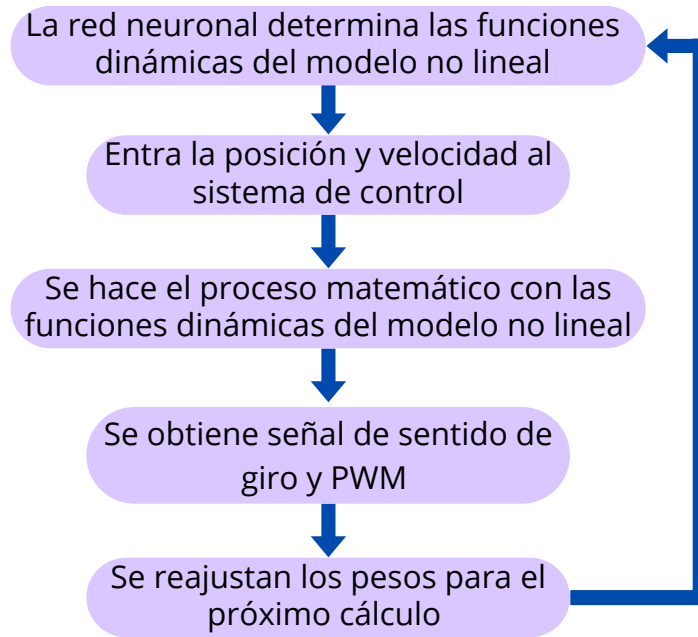 La red neuronal determina las funciones
dinámicas del modelo no lineal
Entra la posición y velocidad al
sistema de control
Se hace el proceso matemático con las
funciones dinámicas del modelo no lineal
Se obtiene señal de sentido de
giro y PWM
Se reajustan los pesos para el
próximo cálculo